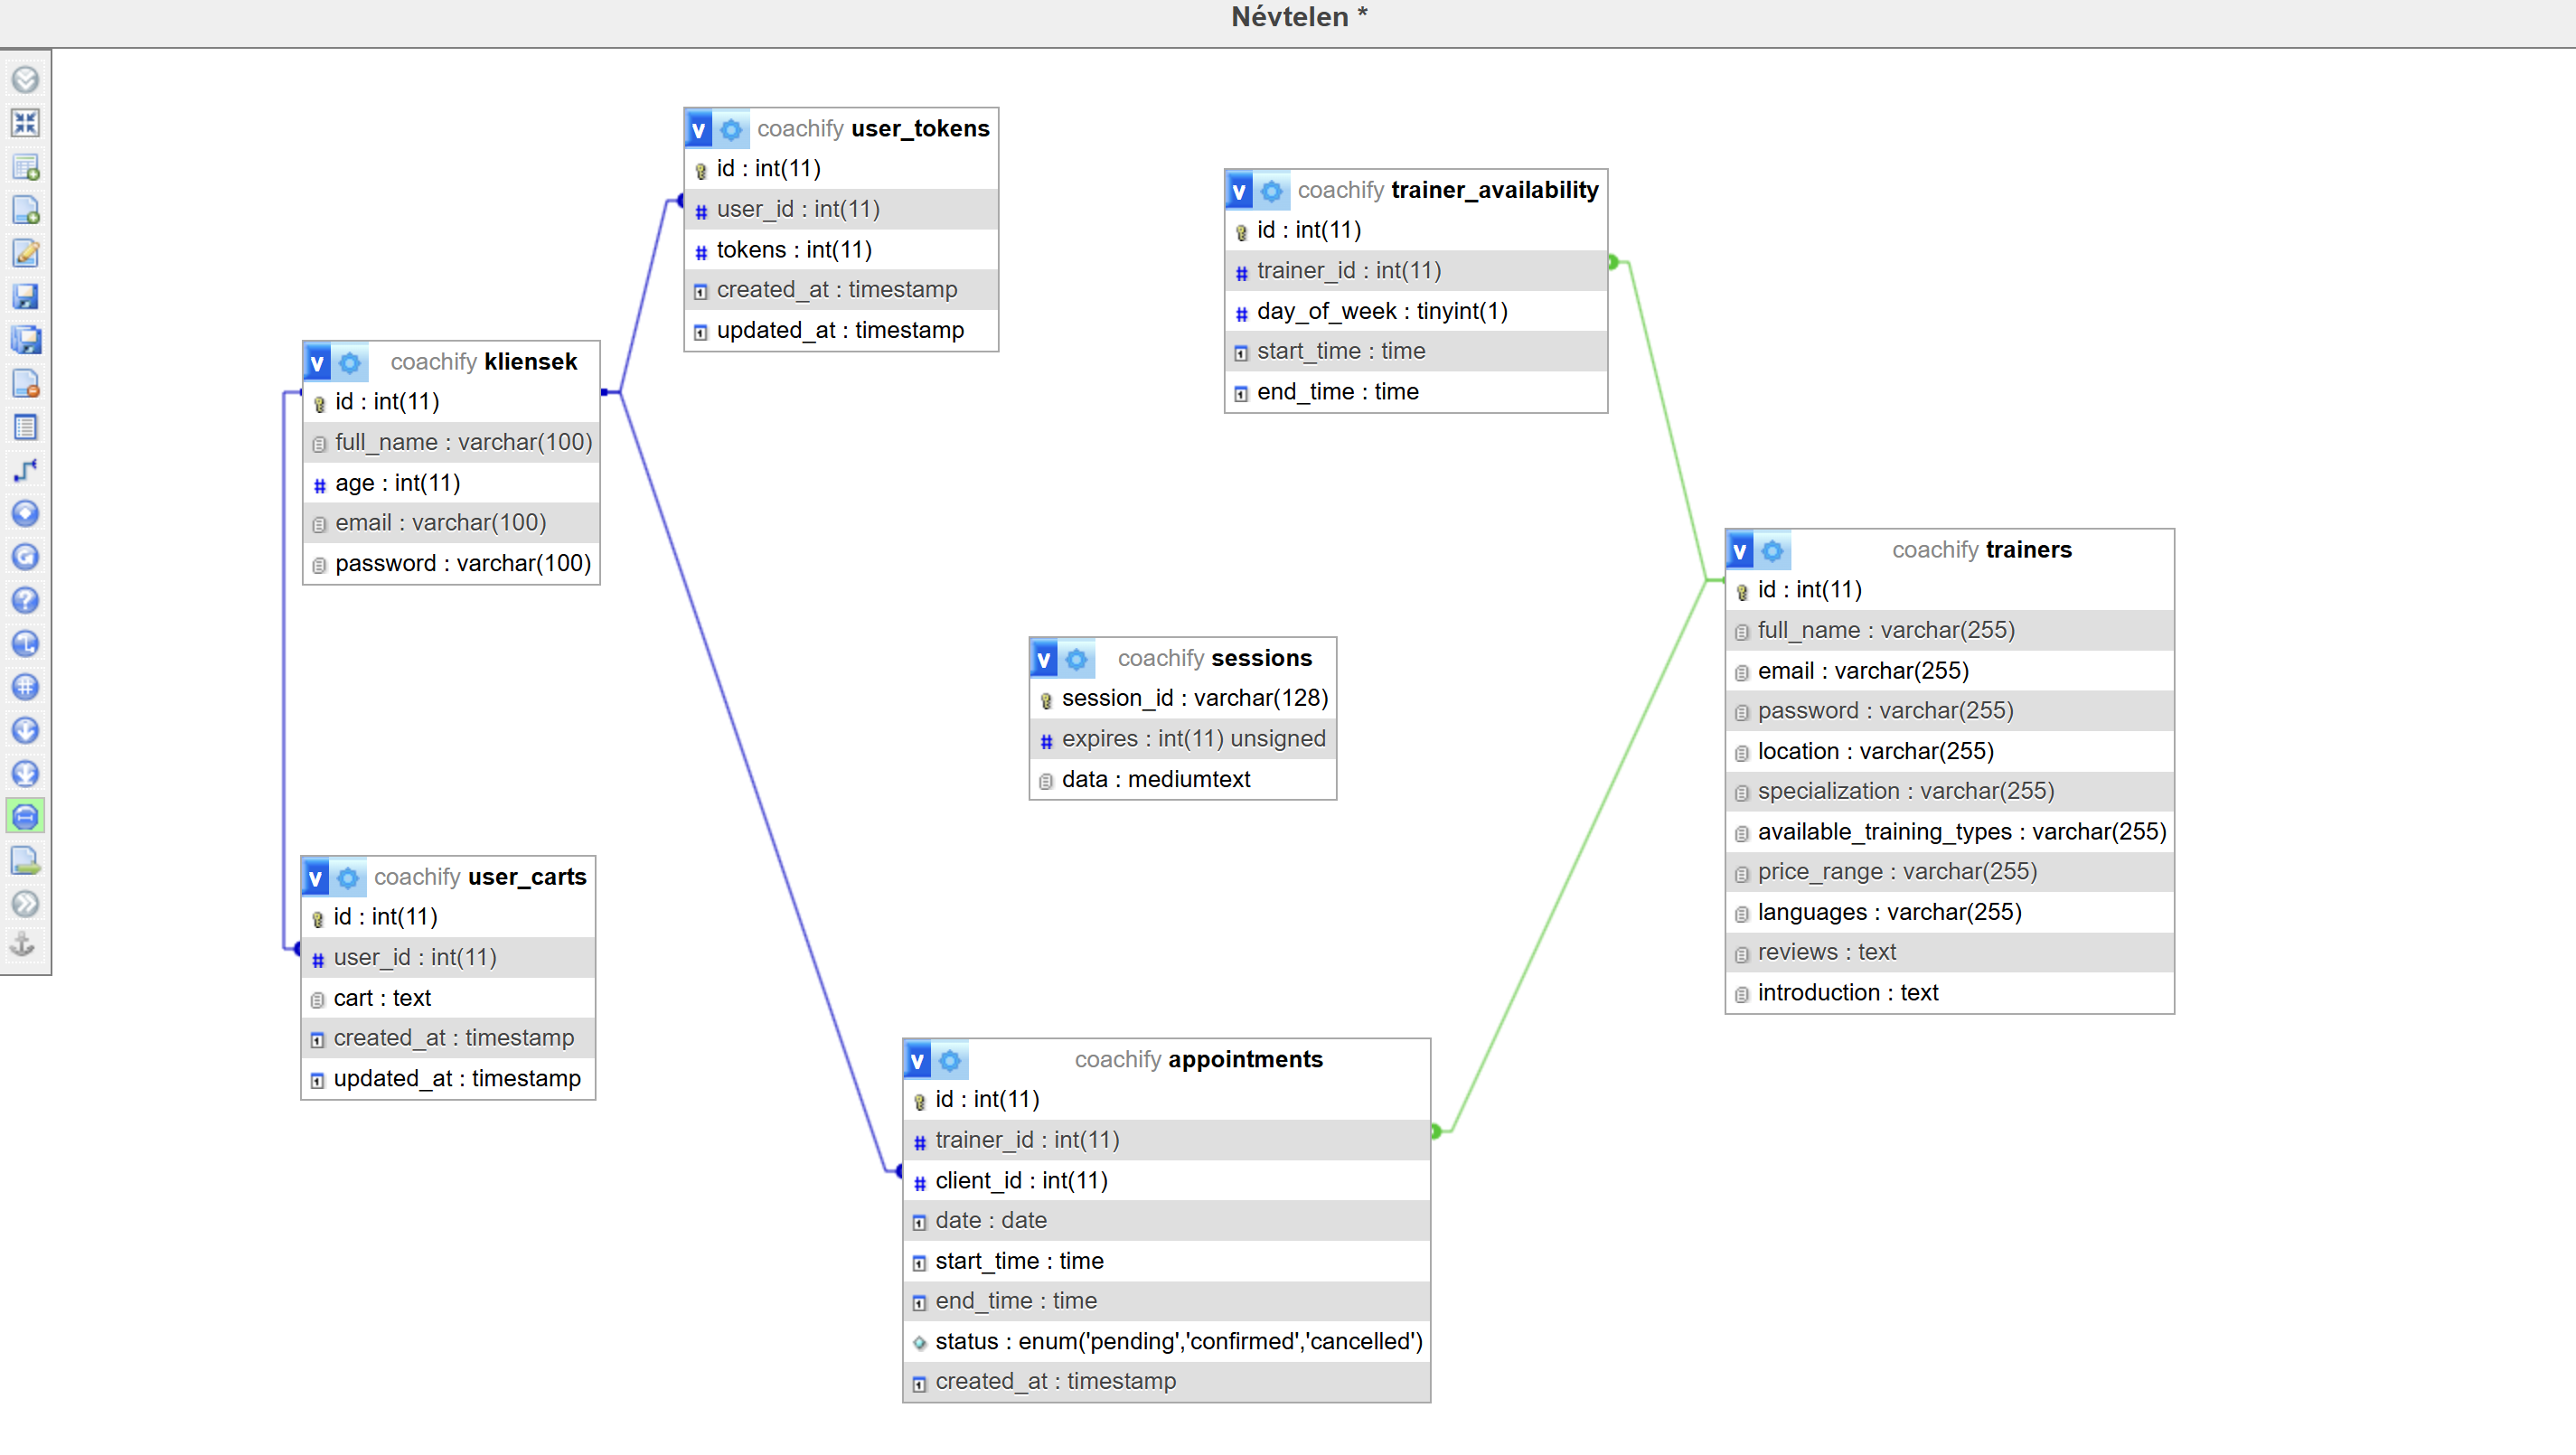 Névtelen *
coachify user_tokens
id : int(11)
user_id : int(11)
tokens : int(11)
created_at : timestamp
updated_at : timestamp
coachify trainer_availability
id : int(11)
trainer_id : int(11)
day_of_week : tinyint(1)
start_time : time
end_time : time
coachify kliensek
id : int(11)
full_name : varchar(100)
age : int(11)
email : varchar(100)
password : varchar(100)
coachify trainers
id : int(11)
full_name : varchar(255)
email : varchar(255)
password : varchar(255)
location : varchar(255)
specialization : varchar(255)
available_training_types : varchar(255)
price_range : varchar(255)
languages : varchar(255)
reviews : text
introduction : text
coachify sessions
session_id : varchar(128)
expires : int(11) unsigned
data : mediumtext
coachify user_carts
id : int(11)
user_id : int(11)
cart : text
created_at : timestamp
updated_at : timestamp
coachify appointments
id : int(11)
trainer_id : int(11)
client_id : int(11)
date : date
start_time : time
end_time : time
status : enum('pending','confirmed','cancelled')
created_at : timestamp